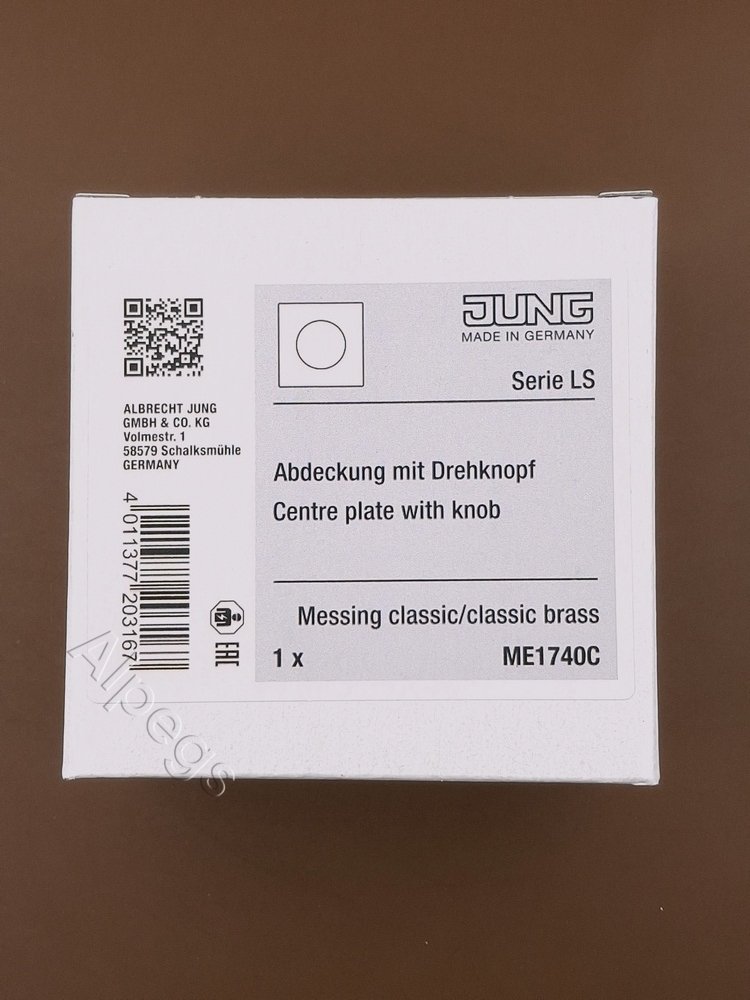 JUNG
MADE IN GERMANY
Serie LS
ALBRECHT JUNG
GMBH & CO. KG
Volmestr. 1
58579 Schalksmühle
GERMANY
Abdeckung mit Drehknopf
Centre plate with knob
4 011377 203167
EAC
Messing classic/classic brass
1 x
ME1740C
Alpegs